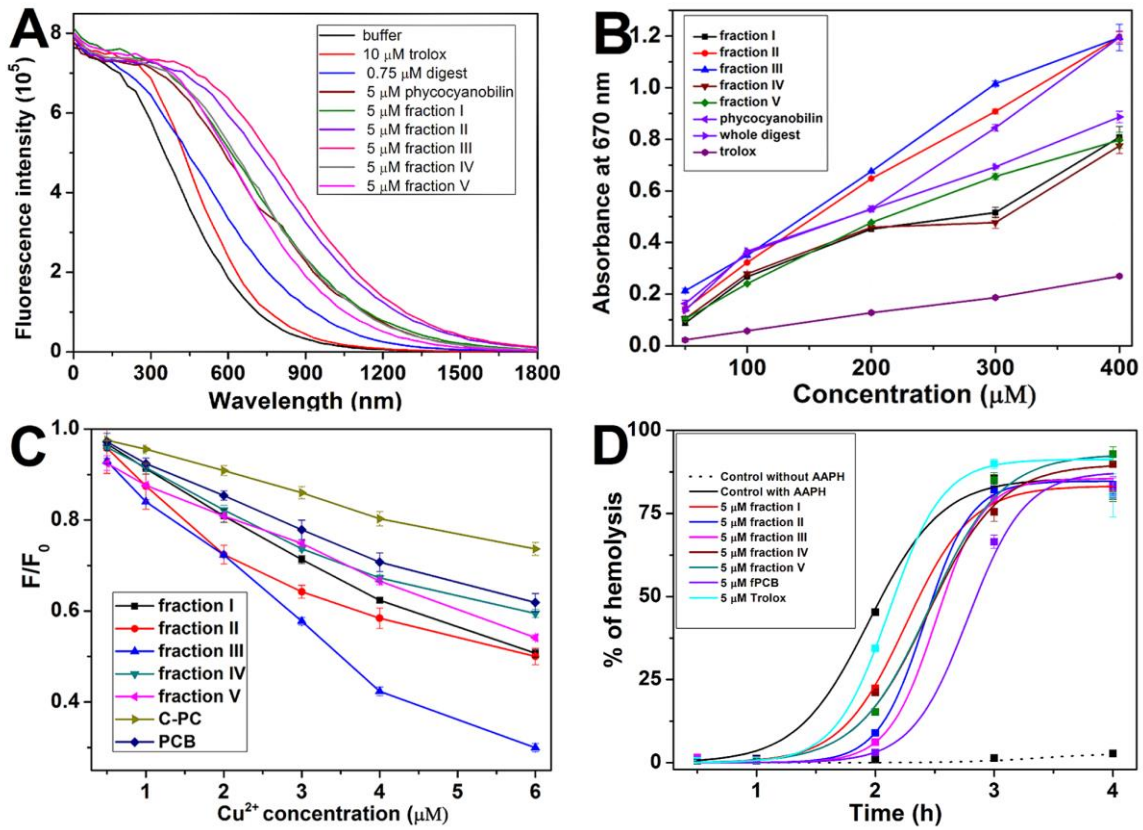 A
Fluorescence intensity (10⁵)
8
6
4
2
0
0 300 600 900 1200 1500 1800
Wavelength (nm)
buffer
10 μM trolox
0.75 μM digest
5 μM phycocyanobilin
5 μM fraction I
5 μM fraction II
5 μM fraction III
5 μM fraction IV
5 μM fraction V
B
Absorbance at 670 nm
1.2
1.0
0.8
0.6
0.4
0.2
0.0
100 200 300 400
Concentration (μM)
fraction I
fraction II
fraction III
fraction IV
fraction V
phycocyanobilin
whole digest
trolox
C
F/F₀
1.0
0.8
0.6
0.4
1 2 3 4 5 6
Cu²⁺ concentration (μM)
fraction I
fraction II
fraction III
fraction IV
fraction V
C-PC
PCB
D
% of hemolysis
100
75
50
25
0
1 2 3 4
Time (h)
Control without AAPH
Control with AAPH
5 μM fraction I
5 μM fraction II
5 μM fraction III
5 μM fraction IV
5 μM fraction V
5 μM fPCB
5 μM Trolox